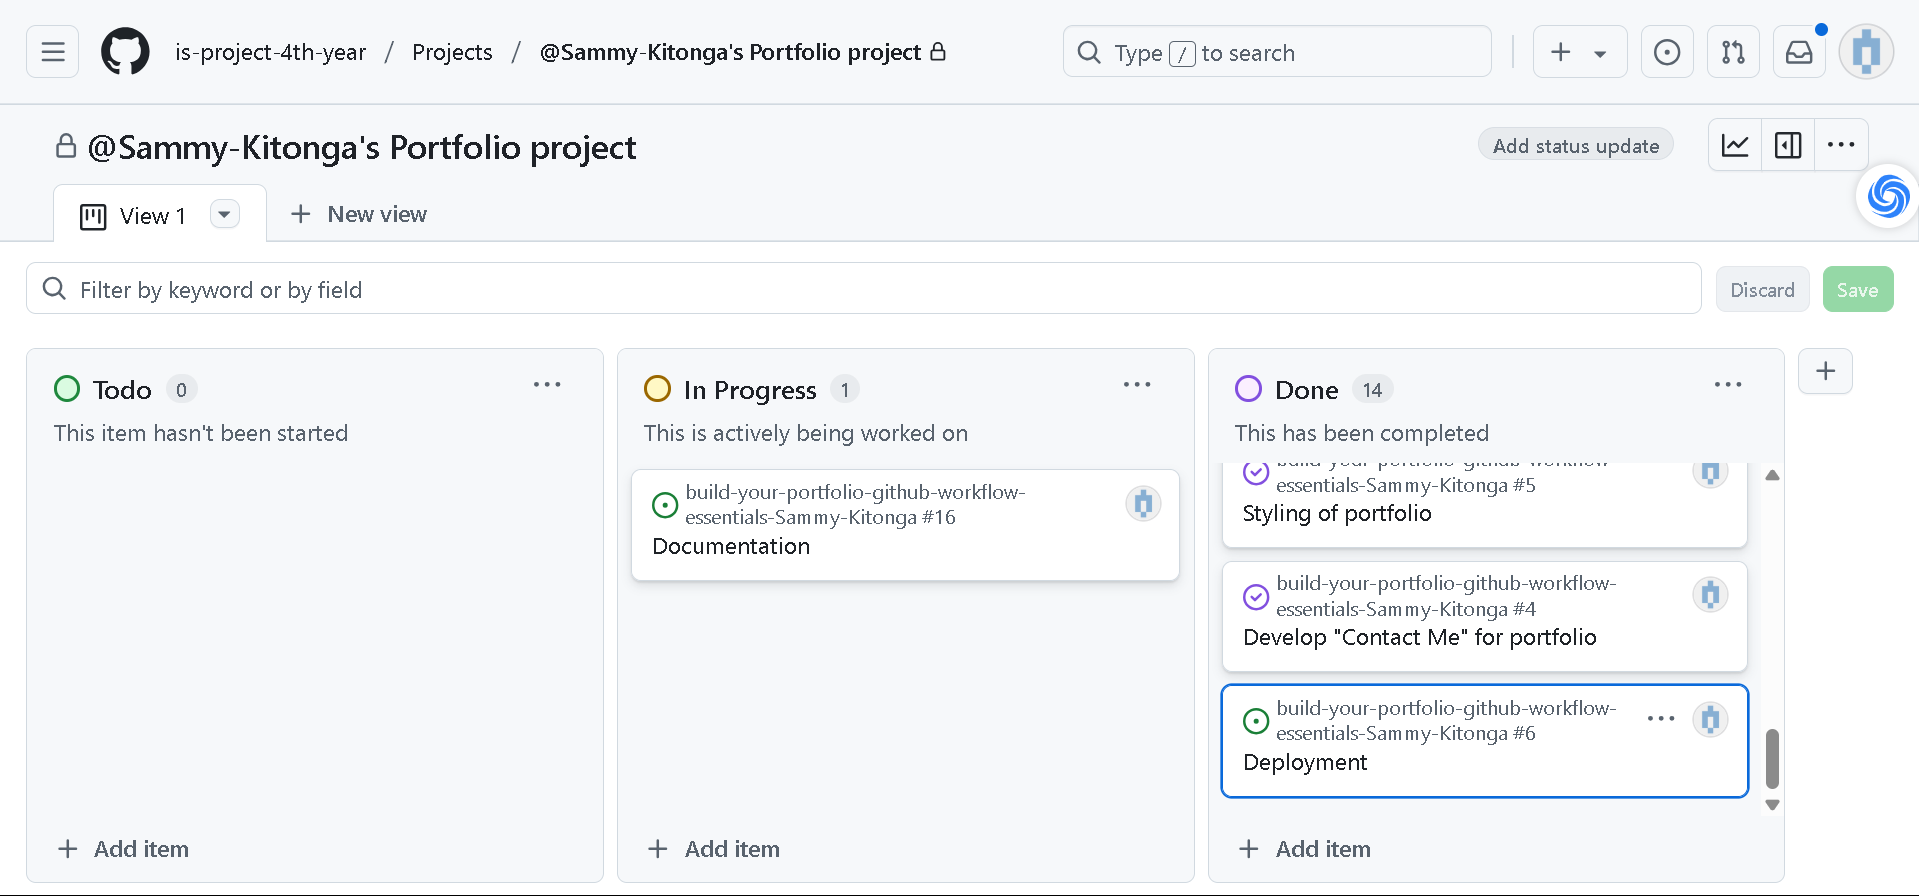 is-project-4th-year / Projects / @Sammy-Kitonga's Portfolio project
Type / to search
@Sammy-Kitonga's Portfolio project
Add status update
View 1
New view
Filter by keyword or by field
Discard
Save
Todo 0
This item hasn't been started
Add item
In Progress 1
This is actively being worked on
build-your-portfolio-github-workflow-
essentials-Sammy-Kitonga #16
Documentation
Add item
Done 14
This has been completed
build-your-portfolio-github-workflow-
essentials-Sammy-Kitonga #5
Styling of portfolio
build-your-portfolio-github-workflow-
essentials-Sammy-Kitonga #4
Develop "Contact Me" for portfolio
build-your-portfolio-github-workflow-
essentials-Sammy-Kitonga #6
Deployment
Add item